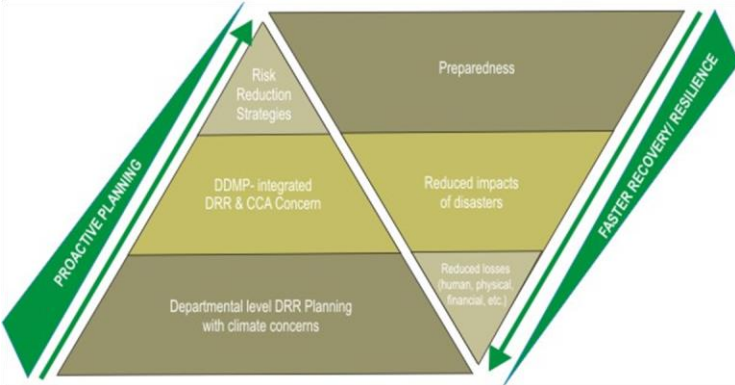 PROACTIVE PLANNING
Risk
Reduction
Strategies
DDMP- integrated
DRR & CCA Concern
Departmental level DRR Planning
with climate concerns
Preparedness
Reduced impacts
of disasters
Reduced losses
(human, physical,
financial, etc.)
FASTER RECOVERY/ RESILIENCE